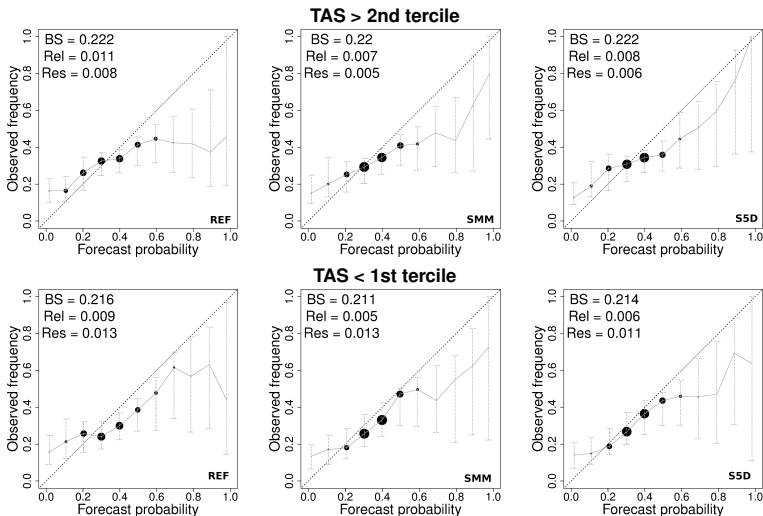 TAS > 2nd tercile
BS = 0.222
Rel = 0.011
Res = 0.008
Observed frequency
0.0 0.2 0.4 0.6 0.8 1.0
REF
0.0 0.2 0.4 0.6 0.8 1.0
Forecast probability
BS = 0.22
Rel = 0.007
Res = 0.005
Observed frequency
0.0 0.2 0.4 0.6 0.8 1.0
SMM
0.0 0.2 0.4 0.6 0.8 1.0
Forecast probability
BS = 0.222
Rel = 0.008
Res = 0.006
Observed frequency
0.0 0.2 0.4 0.6 0.8 1.0
S5D
0.0 0.2 0.4 0.6 0.8 1.0
Forecast probability
TAS < 1st tercile
BS = 0.216
Rel = 0.009
Res = 0.013
Observed frequency
0.0 0.2 0.4 0.6 0.8 1.0
REF
0.0 0.2 0.4 0.6 0.8 1.0
Forecast probability
BS = 0.211
Rel = 0.005
Res = 0.013
Observed frequency
0.0 0.2 0.4 0.6 0.8 1.0
SMM
0.0 0.2 0.4 0.6 0.8 1.0
Forecast probability
BS = 0.214
Rel = 0.006
Res = 0.011
Observed frequency
0.0 0.2 0.4 0.6 0.8 1.0
S5D
0.0 0.2 0.4 0.6 0.8 1.0
Forecast probability